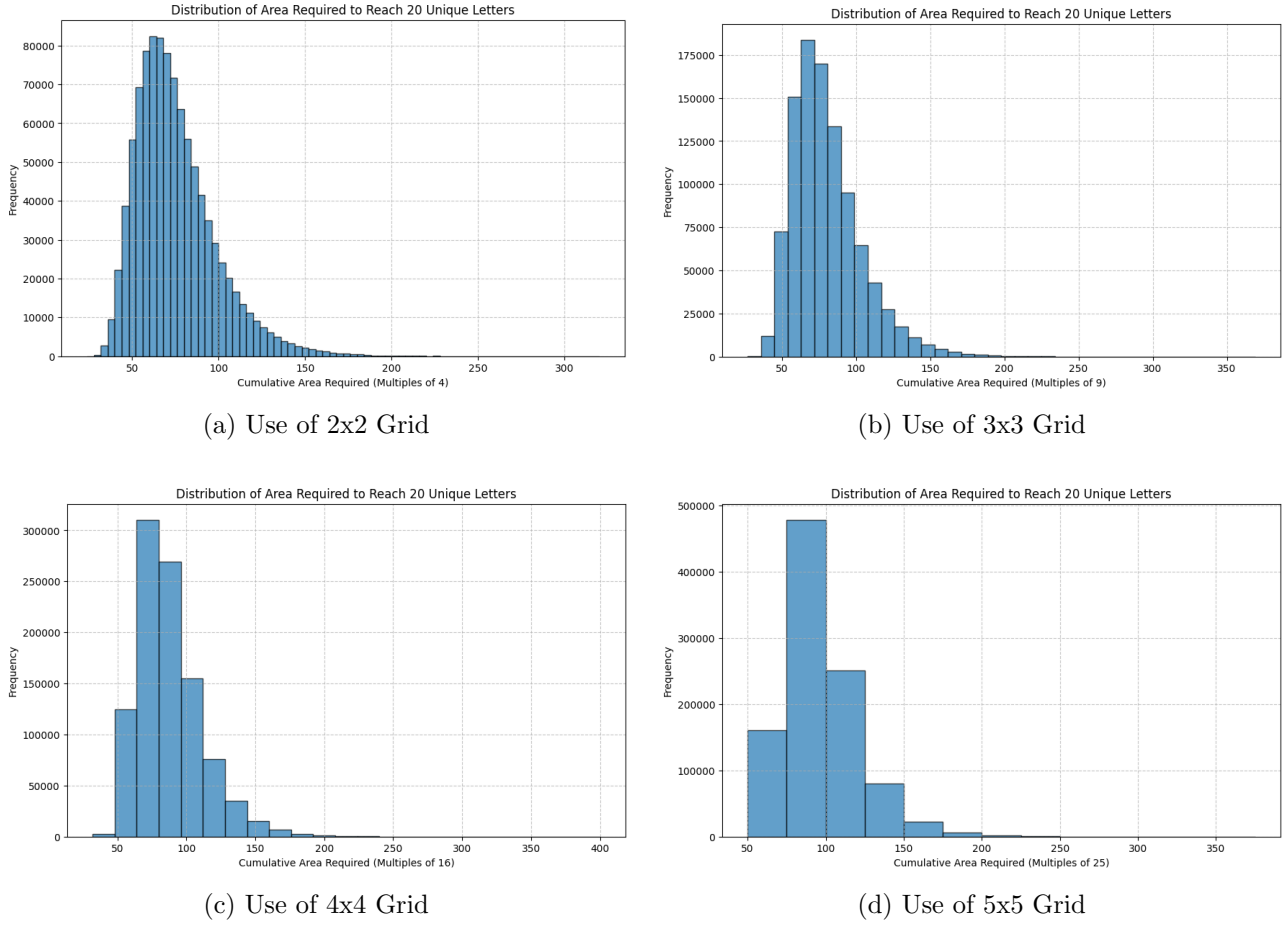 Distribution of Area Required to Reach 20 Unique Letters
80000
70000
60000
50000
40000
30000
20000
10000
0
Frequency
50 100 150 200 250 300
Cumulative Area Required (Multiples of 4)
(a) Use of 2x2 Grid
Distribution of Area Required to Reach 20 Unique Letters
175000
150000
125000
100000
75000
50000
25000
0
Frequency
50 100 150 200 250 300 350
Cumulative Area Required (Multiples of 9)
(b) Use of 3x3 Grid
Distribution of Area Required to Reach 20 Unique Letters
300000
250000
200000
150000
100000
50000
0
Frequency
50 100 150 200 250 300 350 400
Cumulative Area Required (Multiples of 16)
(c) Use of 4x4 Grid
Distribution of Area Required to Reach 20 Unique Letters
500000
400000
300000
200000
100000
0
Frequency
50 100 150 200 250 300 350
Cumulative Area Required (Multiples of 25)
(d) Use of 5x5 Grid